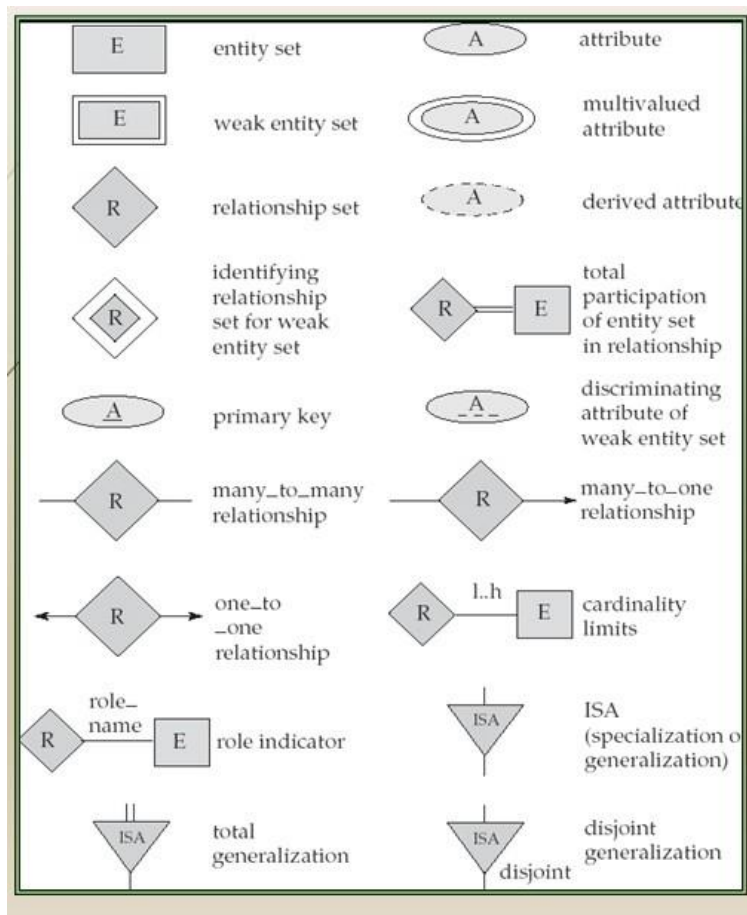 E
entity set
A
attribute
E
weak entity set
A
multivalued
attribute
R
relationship set
A
derived attribute
R
identifying
relationship
set for weak
entity set
R
E
total
participation
of entity set
in relationship
A
primary key
A
discriminating
attribute of
weak entity set
R
many_to_many
relationship
R
many_to_one
relationship
R
one_to
_one
relationship
R
l..h
E
cardinality
limits
R
role_
name
E
role indicator
ISA
ISA
(specialization o
generalization)
ISA
total
generalization
ISA
disjoint
disjoint
generalization